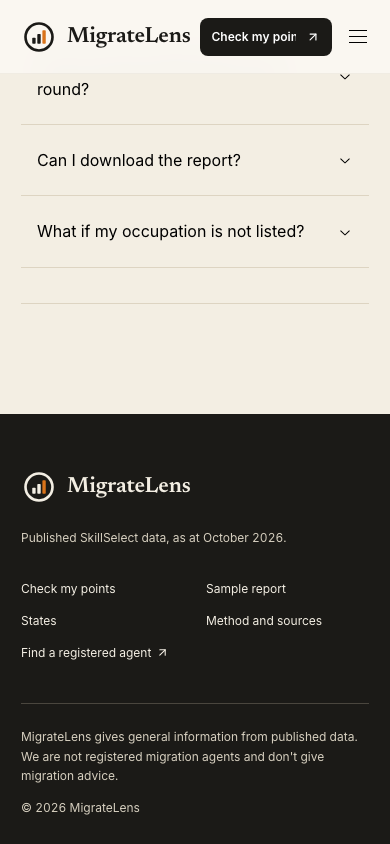 MigrateLens
Check my poin
round?
Can I download the report?
What if my occupation is not listed?
MigrateLens
Published SkillSelect data, as at October 2026.
Check my points
Sample report
States
Method and sources
Find a registered agent
MigrateLens gives general information from published data.
We are not registered migration agents and don't give
migration advice.
© 2026 MigrateLens